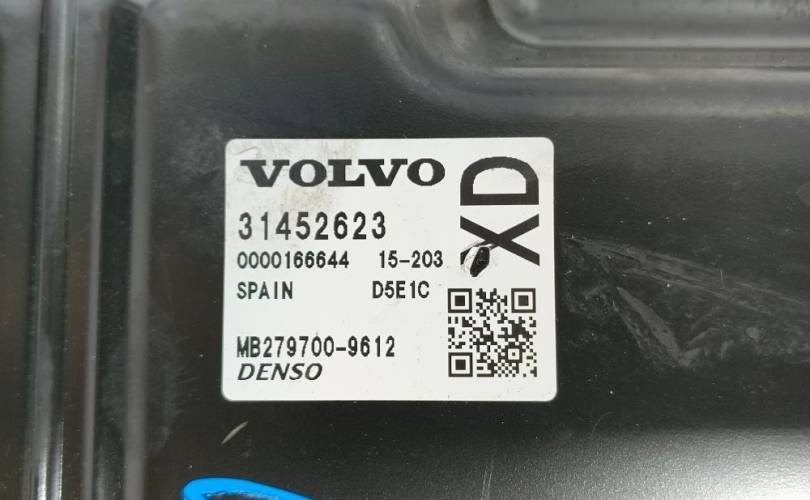 VOLVO
XD
31452623
0000166644 15-203
SPAIN D5E1C
MB279700-9612
DENSO